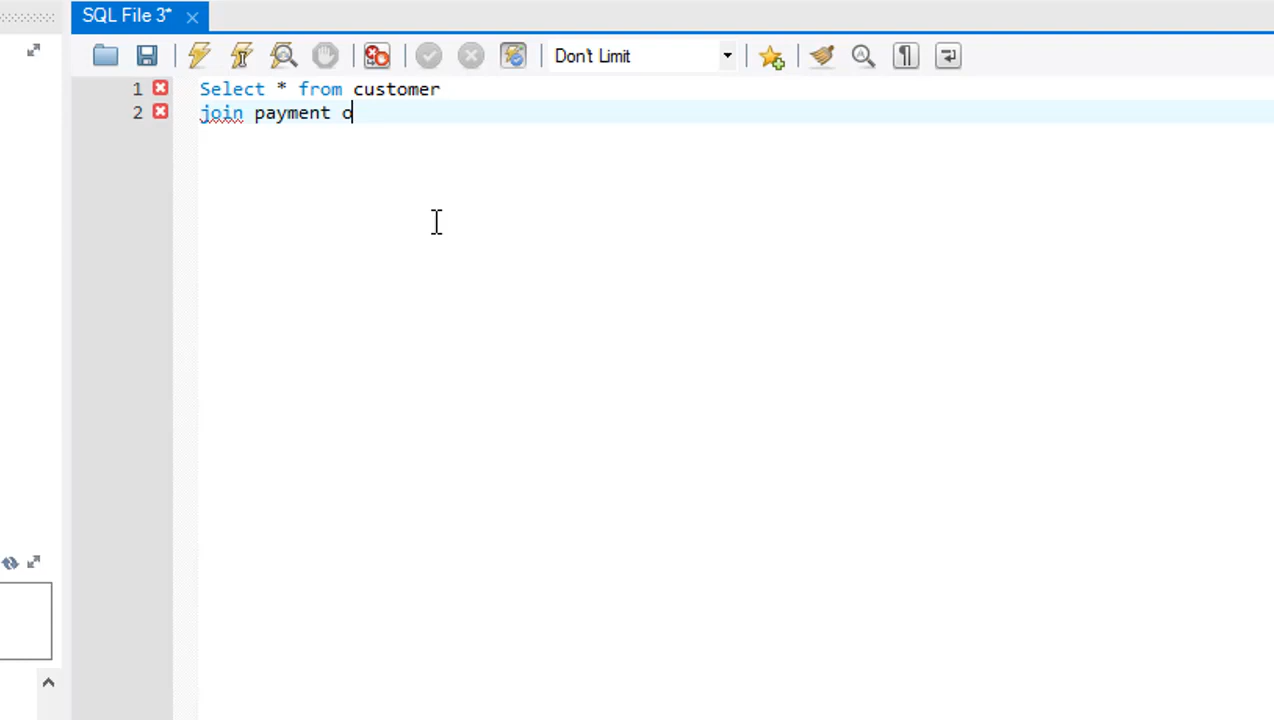 SQL File 3*
Don't Limit
1 Select * from customer
2 join payment o